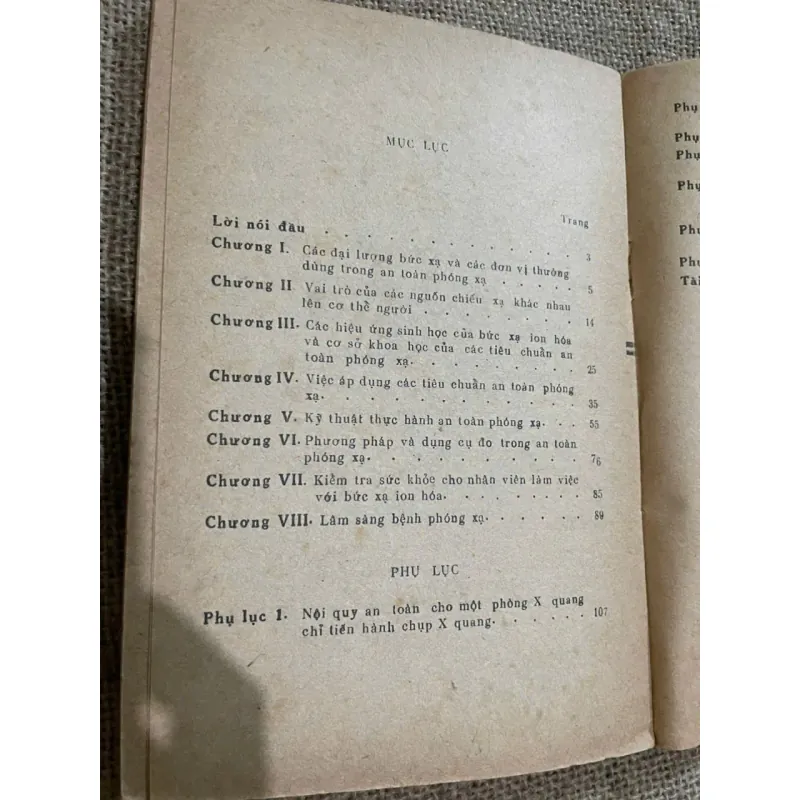 MỤC LỤC
Trang
Lời nói đầu . . . . . . . . . . . . 3
Chương I. Các đại lượng bức xạ và các đơn vị thường
dùng trong an toàn phóng xạ . . . . . 5
Chương II Vai trò của các nguồn chiếu xạ khác nhau
lên cơ thể người . . . . . . . . 14
Chương III. Các hiệu ứng sinh học của bức xạ ion hóa
và cơ sở khoa học của các tiêu chuẩn an
toàn phóng xạ. . . . . . . . . 25
Chương IV. Việc áp dụng các tiêu chuẩn an toàn phóng
xạ. . . . . . . . . . . . . 35
Chương V. Kỹ thuật thực hành an toàn phóng xạ. . . 55
Chương VI. Phương pháp và dụng cụ đo trong an toàn
phóng xạ. . . . . . . . . . 76
Chương VII. Kiểm tra sức khỏe cho nhân viên làm việc
với bức xạ ion hóa. . . . . . . 85
Chương VIII. Lâm sàng bệnh phóng xạ. . . . . . 89
PHỤ LỤC
Phụ lục 1. Nội quy an toàn cho một phòng X quang
chỉ tiến hành chụp X quang. . . . . . 107
Phụ
Phụ
Phụ
Phụ
Phụ
Phụ
Tài